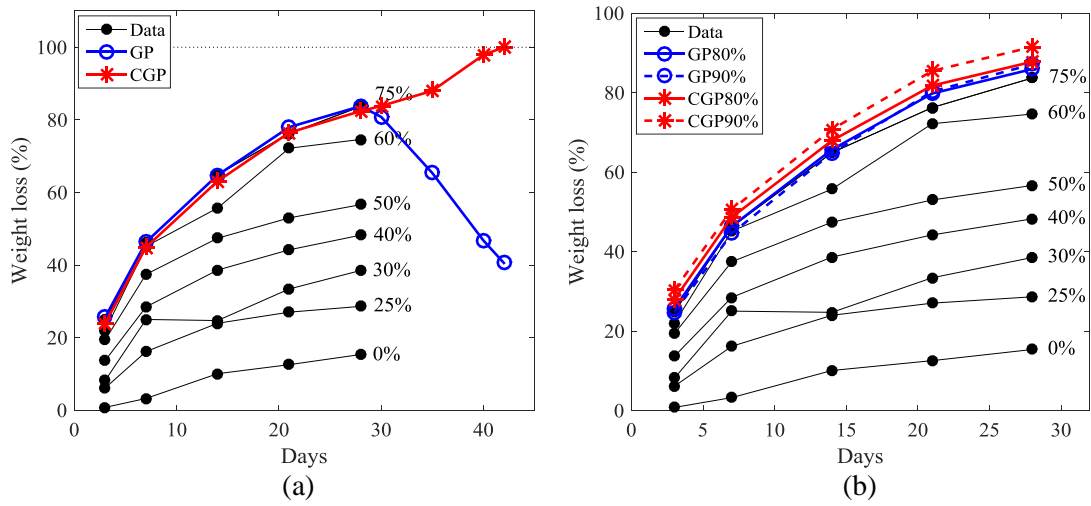 Data
GP
CGP
100
80
60
40
20
0
Weight loss (%)
75%
60%
50%
40%
30%
25%
0%
0 10 20 30 40
Days
(a)
Data
GP80%
GP90%
CGP80%
CGP90%
100
80
60
40
20
0
Weight loss (%)
75%
60%
50%
40%
30%
25%
0%
0 5 10 15 20 25 30
Days
(b)